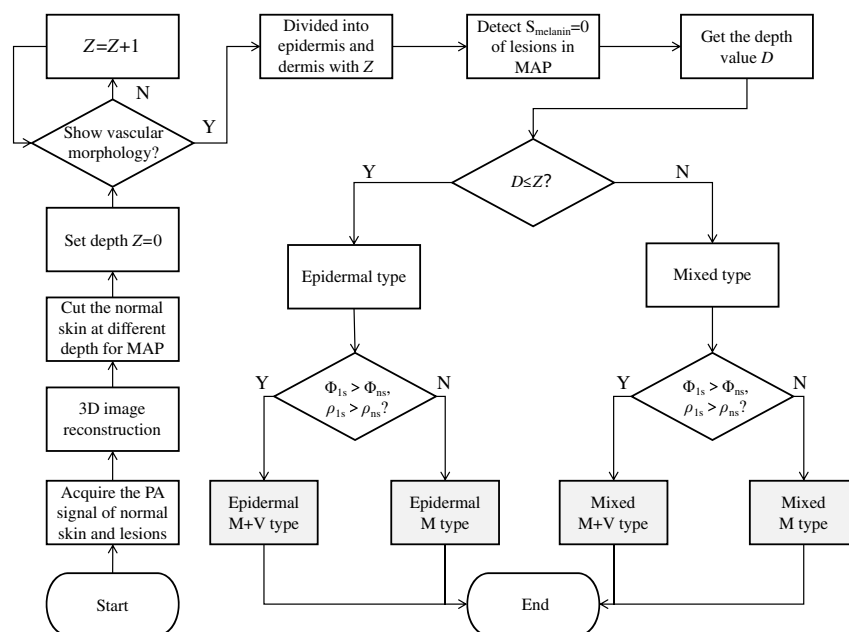 Z=Z+1
N
Show vascular
morphology?
Y
Set depth Z=0
Cut the normal
skin at different
depth for MAP
3D image
reconstruction
Acquire the PA
signal of normal
skin and lesions
Start
Divided into
epidermis and
dermis with Z
Detect Smelanin=0
of lesions in
MAP
Get the depth
value D
D≤Z?
Y
N
Epidermal type
Mixed type
Φ1s > Φns,
ρ1s > ρns?
Y
N
Φ1s > Φns,
ρ1s > ρns?
Y
N
Epidermal
M+V type
Epidermal
M type
Mixed
M+V type
Mixed
M type
End